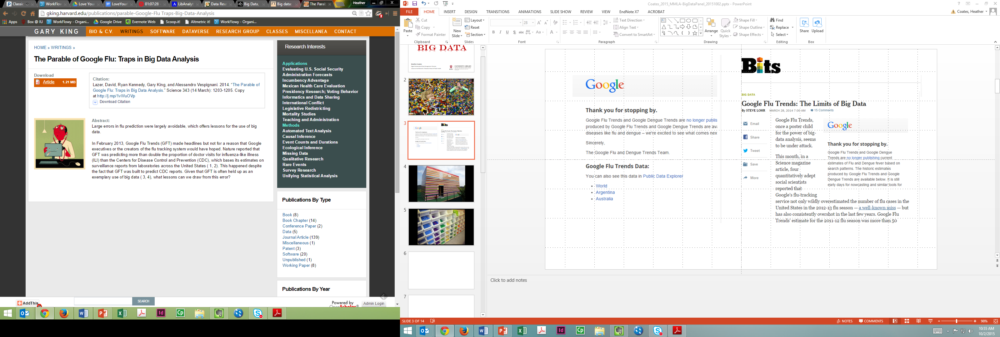 Classic
WorkFlow
Love Your
LoveYour
01:07:28
LibAnalyt
Data Reus
Big Data,
Big data:
The Parab
Heather
gking.harvard.edu/publications/parable-Google-Flu Traps-Big-Data-Analysis
Apps
Box @ IU
WorkFlowy - Organi...
Google Drive
Evernote Web
Scoop.it!
Altmetric it!
WorkFlowy - Organi...
GARY KING
BIO & C.V.
WRITINGS
SOFTWARE
DATAVERSE
RESEARCH GROUP
CLASSES
MISCELLANEA
CONTACT
HOME » WRITINGS »
The Parable of Google Flu: Traps in Big Data Analysis
Download
Article 1.21 MB
Citation:
Lazer, David, Ryan Kennedy, Gary King, and Alessandro Vespignani. 2014. “The Parable of
Google Flu: Traps in Big Data Analysis.” Science 343 (14 March): 1203-1205. Copy
at http://j.mp/1vWuOVp
Download Citation
Abstract:
Large errors in flu prediction were largely avoidable, which offers lessons for the use of big
data.
In February 2013, Google Flu Trends (GFT) made headlines but not for a reason that Google
executives or the creators of the flu tracking system would have hoped. Nature reported that
GFT was predicting more than double the proportion of doctor visits for influenza-like illness
(ILI) than the Centers for Disease Control and Prevention (CDC), which bases its estimates on
surveillance reports from laboratories across the United States ( 1, 2). This happened despite
the fact that GFT was built to predict CDC reports. Given that GFT is often held up as an
exemplary use of big data ( 3, 4), what lessons can we draw from this error?
Research Interests
Applications
Evaluating U.S. Social Security
Administration Forecasts
Incumbency Advantage
Mexican Health Care Evaluation
Presidency Research; Voting Behavior
Informatics and Data Sharing
International Conflict
Legislative Redistricting
Mortality Studies
Teaching and Administration
Methods
Automated Text Analysis
Causal Inference
Event Counts and Durations
Ecological Inference
Missing Data
Qualitative Research
Rare Events
Survey Research
Unifying Statistical Analysis
Publications By Type
Book (8)
Book Chapter (14)
Conference Paper (2)
Data (5)
Journal Article (139)
Miscellaneous (1)
Patent (3)
Software (20)
Unpublished (1)
Working Paper (8)
Publications By Year
AddThis
SEARCH
Powered by
OpenScholar®
Admin Login
Coates_2015_MMLA-BigDataPanel_20151002.pptx - PowerPoint
FILE
HOME
INSERT
DESIGN
TRANSITIONS
ANIMATIONS
SLIDE SHOW
REVIEW
VIEW
EndNote X7
ACROBAT
Coates, Heather
Paste
Cut
Copy
Format Painter
Clipboard
New
Slide
Layout
Reset
Section
Slides
28
Font
Text Direction
Align Text
Convert to SmartArt
Paragraph
Arrange
Quick
Styles
Shape Fill
Shape Outline
Shape Effects
Drawing
Find
Replace
Select
Editing
Share
Upload
Box
BIG DATA
Heather Coates
UNIVERSITY LIBRARY
2
3
4
5
6
7
Google
Thank you for stopping by.
Google Flu Trends and Google Dengue Trends are no longer publis
produced by Google Flu Trends and Google Dengue Trends are ava
diseases like flu and dengue – we're excited to see what comes nex
Sincerely,
The Google Flu and Dengue Trends Team.
Google Flu Trends Data:
You can also see this data in Public Data Explorer
World
Argentina
Australia
Bits
BIG DATA
Google Flu Trends: The Limits of Big Data
By STEVE LOHR MARCH 28, 2014 7:00 AM 15 Comments
Email
Share
Tweet
Save
More
Google Flu Trends,
once a poster child
for the power of big-
data analysis, seems
to be under attack.
This month, in a
Science magazine
article, four
quantitatively adept
social scientists
reported that
Google's flu-tracking
service not only wildly overestimated the number of flu cases in the
United States in the 2012-13 flu season — a well-known miss — but
has also consistently overshot in the last few years. Google Flu
Trends' estimate for the 2011-12 flu season was more than 50
Google
Thank you for stopping by.
Google Flu Trends and Google Dengue
Trends are no longer publishing current
estimates of Flu and Dengue fever based on
search patterns. The historic estimates
produced by Google Flu Trends and Google
Dengue Trends are available below. It is still
early days for nowcasting and similar tools for
Click to add notes
SLIDE 3 OF 14
NOTES
COMMENTS
98%
10:55 AM
10/2/2015